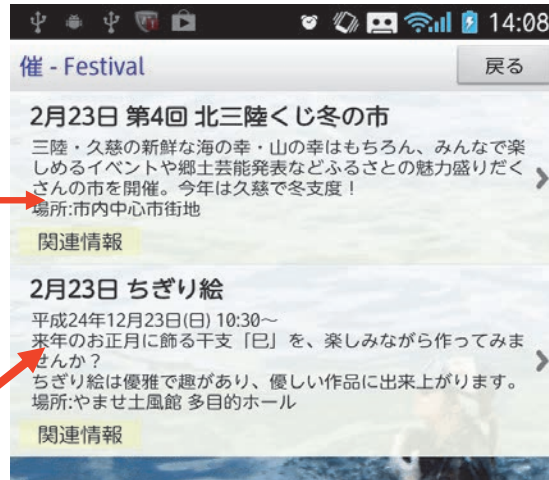 14:08
催 - Festival
戻る
2月23日 第4回 北三陸くじ冬の市
三陸・久慈の新鮮な海の幸・山の幸はもちろん、みんなで楽
しめるイベントや郷土芸能発表などふるさとの魅力盛りだく
さんの市を開催。今年は久慈で冬支度！
場所:市内中心市街地
関連情報
2月23日 ちぎり絵
平成24年12月23日(日) 10:30～
来年のお正月に飾る干支「巳」を、楽しみながら作ってみま
せんか？
ちぎり絵は優雅で趣があり、優しい作品に出来上がります。
場所:やませ土風館 多目的ホール
関連情報